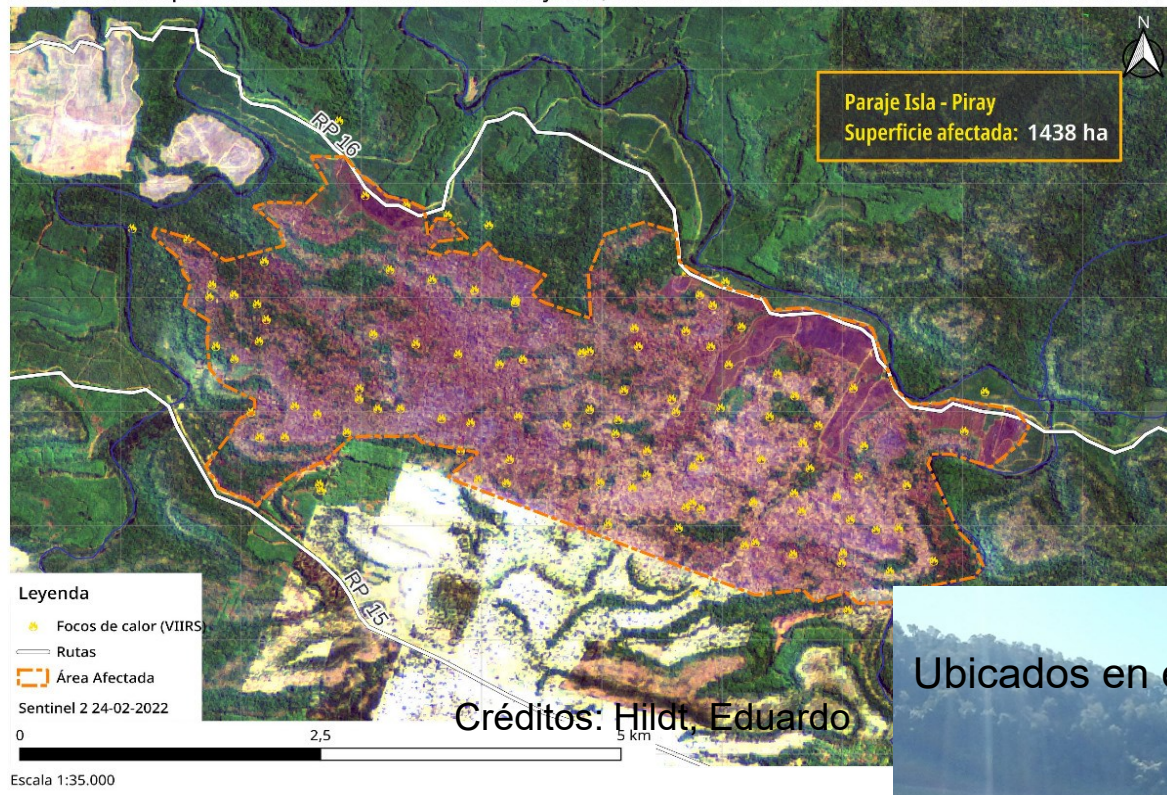 N
Paraje Isla - Piray
Superficie afectada: 1438 ha
RP 16
RP 15
Leyenda
Focos de calor (VIIRS)
Rutas
Área Afectada
Sentinel 2 24-02-2022
Ubicados en
Créditos: Hildt, Eduardo
0 2,5 5 km
Escala 1:35.000